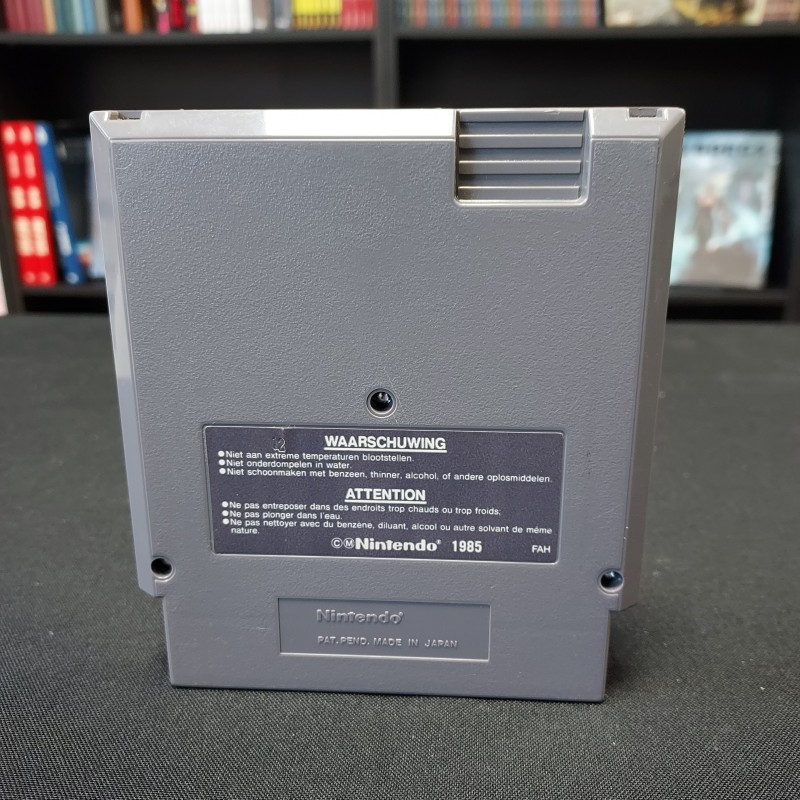 12
WAARSCHUWING
●Niet aan extreme temperaturen blootstellen.
●Niet onderdompelen in water.
●Niet schoonmaken met benzeen, thinner, alcohol, of andere oplosmiddelen.
ATTENTION
●Ne pas entreposer dans des endroits trop chauds ou trop froids;
●Ne pas plonger dans l'eau.
●Ne pas nettoyer avec du benzène, diluant, alcool ou autre solvant de même
nature.
©ⓂNintendo® 1985
FAH
Nintendo®
PAT. PEND. MADE IN JAPAN